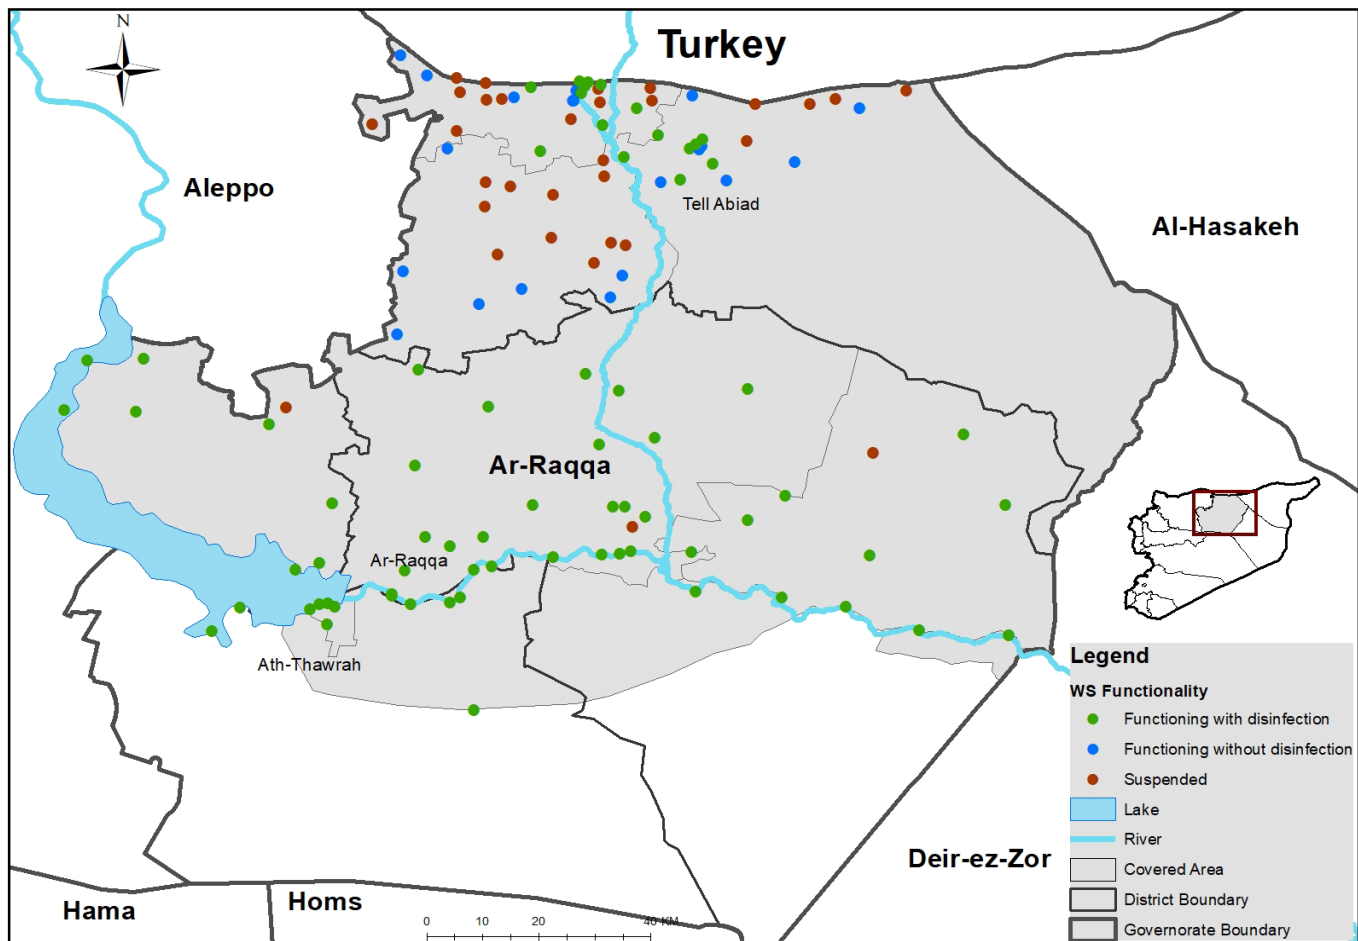 N
Turkey
Aleppo
Tell Abiad
Al-Hasakeh
Ar-Raqqa
Ar-Raqqa
Ath-Thawrah
Deir-ez-Zor
Hama
Homs
0 10 20 40 KM
Legend
WS Functionality
Functioning with disinfection
Functioning without disinfection
Suspended
Lake
River
Covered Area
District Boundary
Governorate Boundary